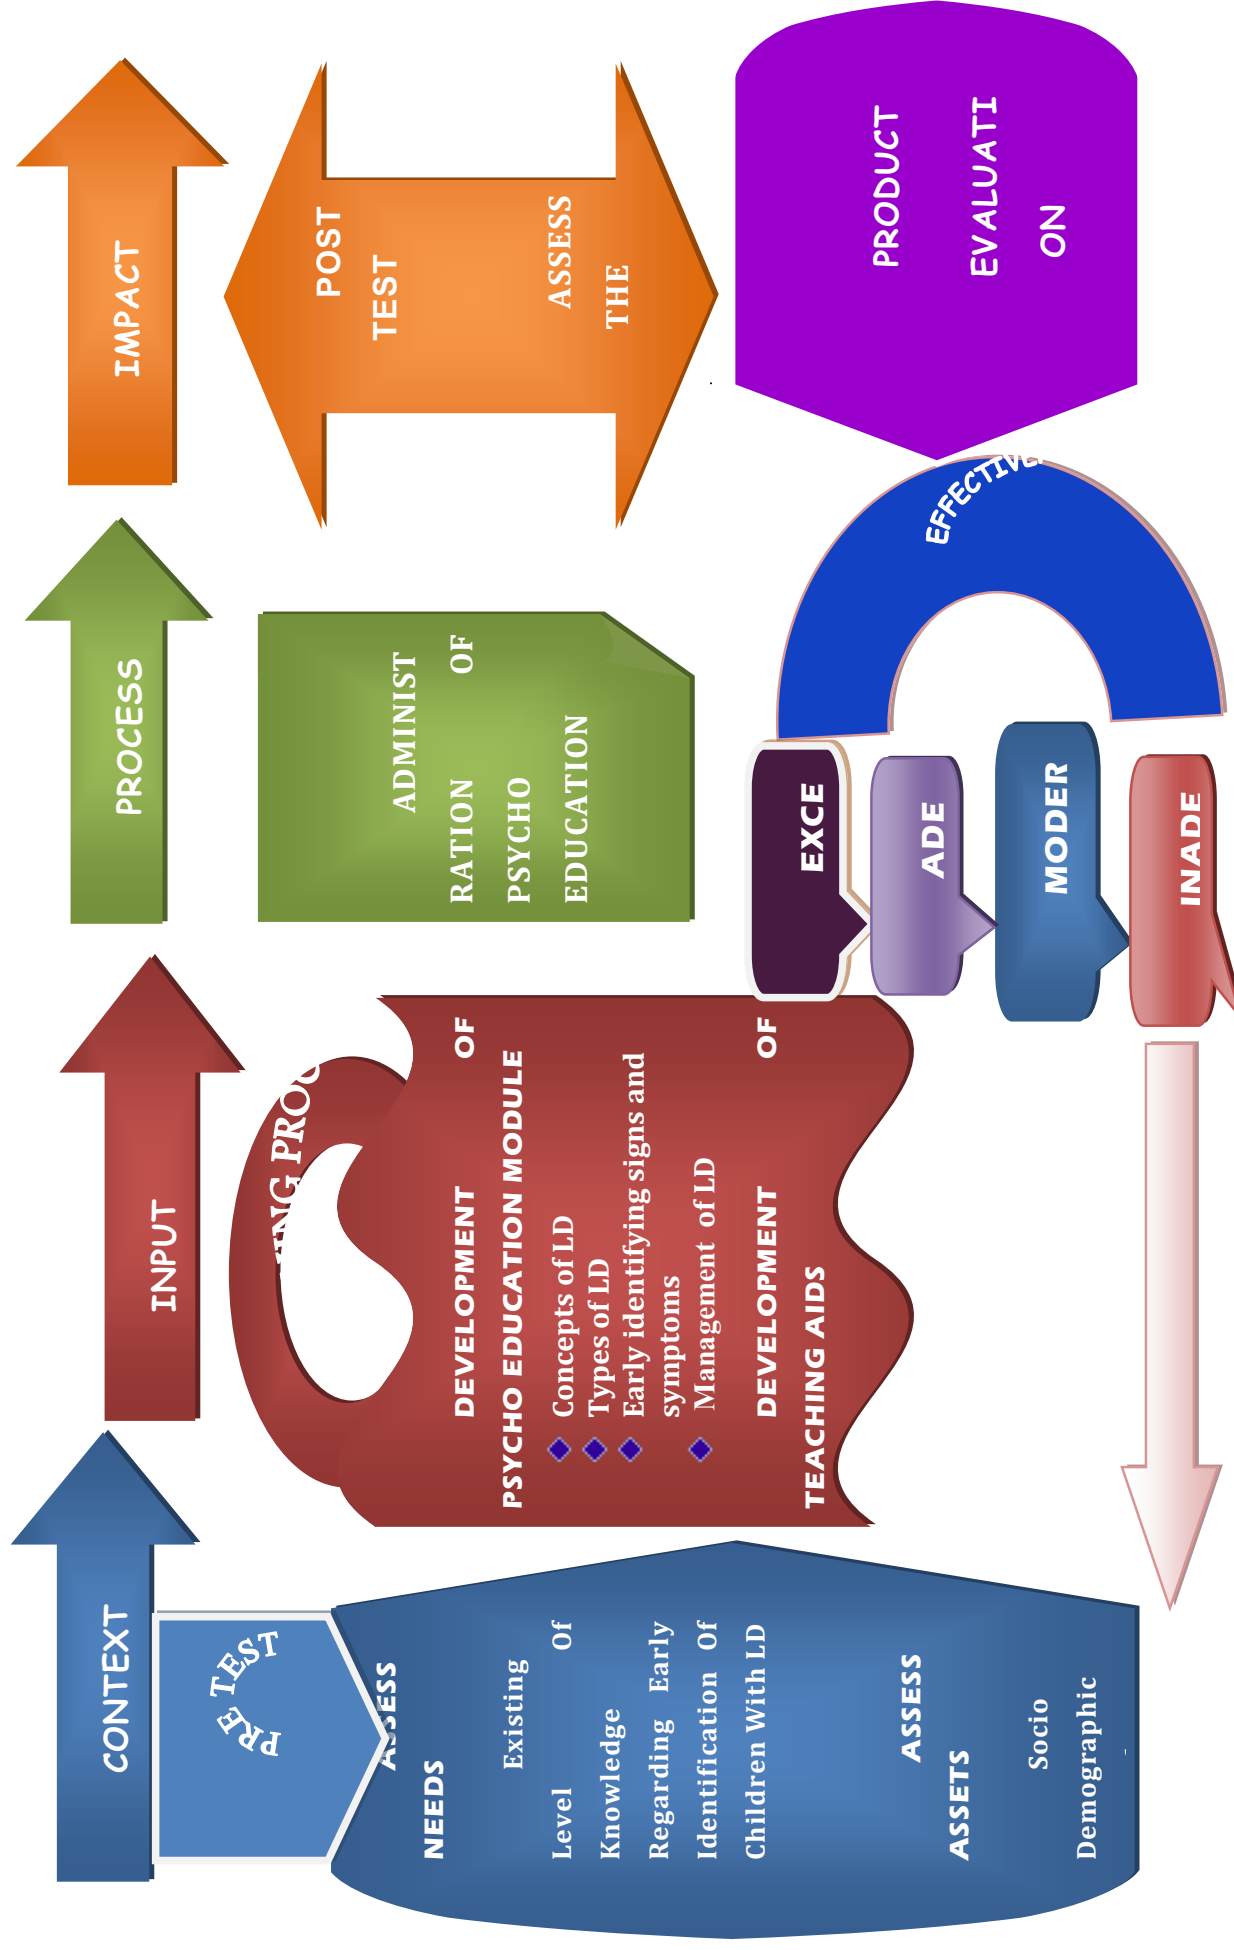 CONTEXT
INPUT
PROCESS
IMPACT
PRE TEST
ASSESS
NEEDS
Existing
Level Of
Knowledge
Regarding Early
Identification Of
Children With LD
ASSESS
ASSETS
Socio
Demographic
ING PROC
DEVELOPMENT OF
PSYCHO EDUCATION MODULE
Concepts of LD
Types of LD
Early identifying signs and
symptoms
Management of LD
DEVELOPMENT OF
TEACHING AIDS
ADMINIST
RATION OF
PSYCHO
EDUCATION
POST
TEST
ASSESS
THE
PRODUCT
EVALUATI
ON
EFFECTIVE
EXCE
ADE
MODER
INADE